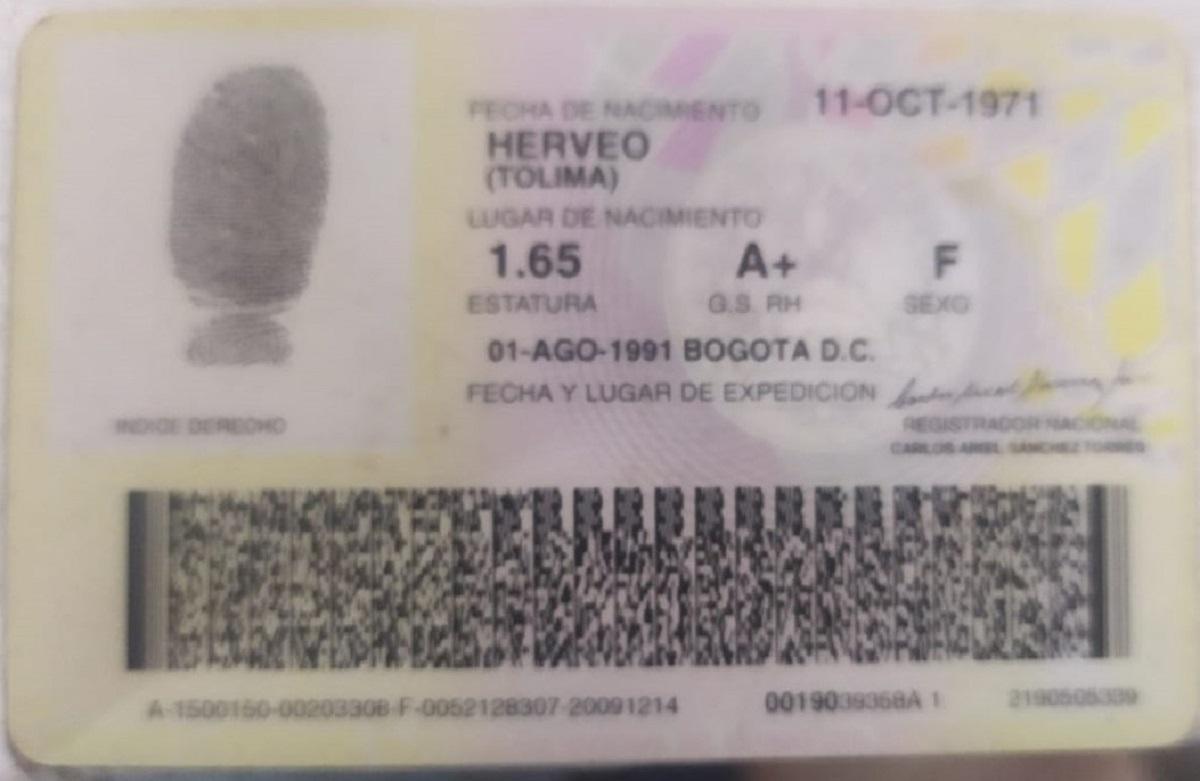 FECHA DE NACIMIENTO 11-OCT-1971
HERVEO
(TOLIMA)
LUGAR DE NACIMIENTO
1.65 A+ F
ESTATURA G.S. RH SEXO
01-AGO-1991 BOGOTA D.C.
FECHA Y LUGAR DE EXPEDICION
INDICE DERECHO
REGISTRADOR NACIONAL
CARLOS ARIEL SANCHEZ TORRES
A-1500150-00203308-F-0052128307-20091214 0019039358A 1